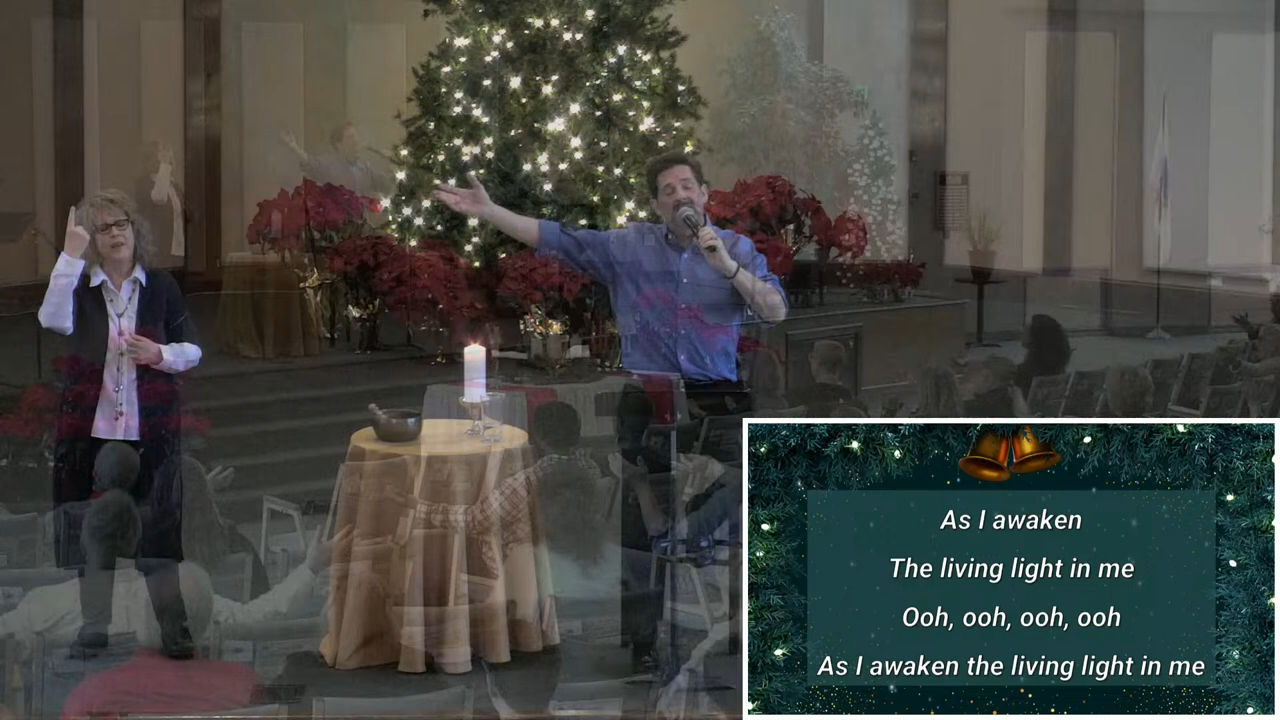 As I awaken
The living light in me
Ooh, ooh, ooh, ooh
As I awaken the living light in me